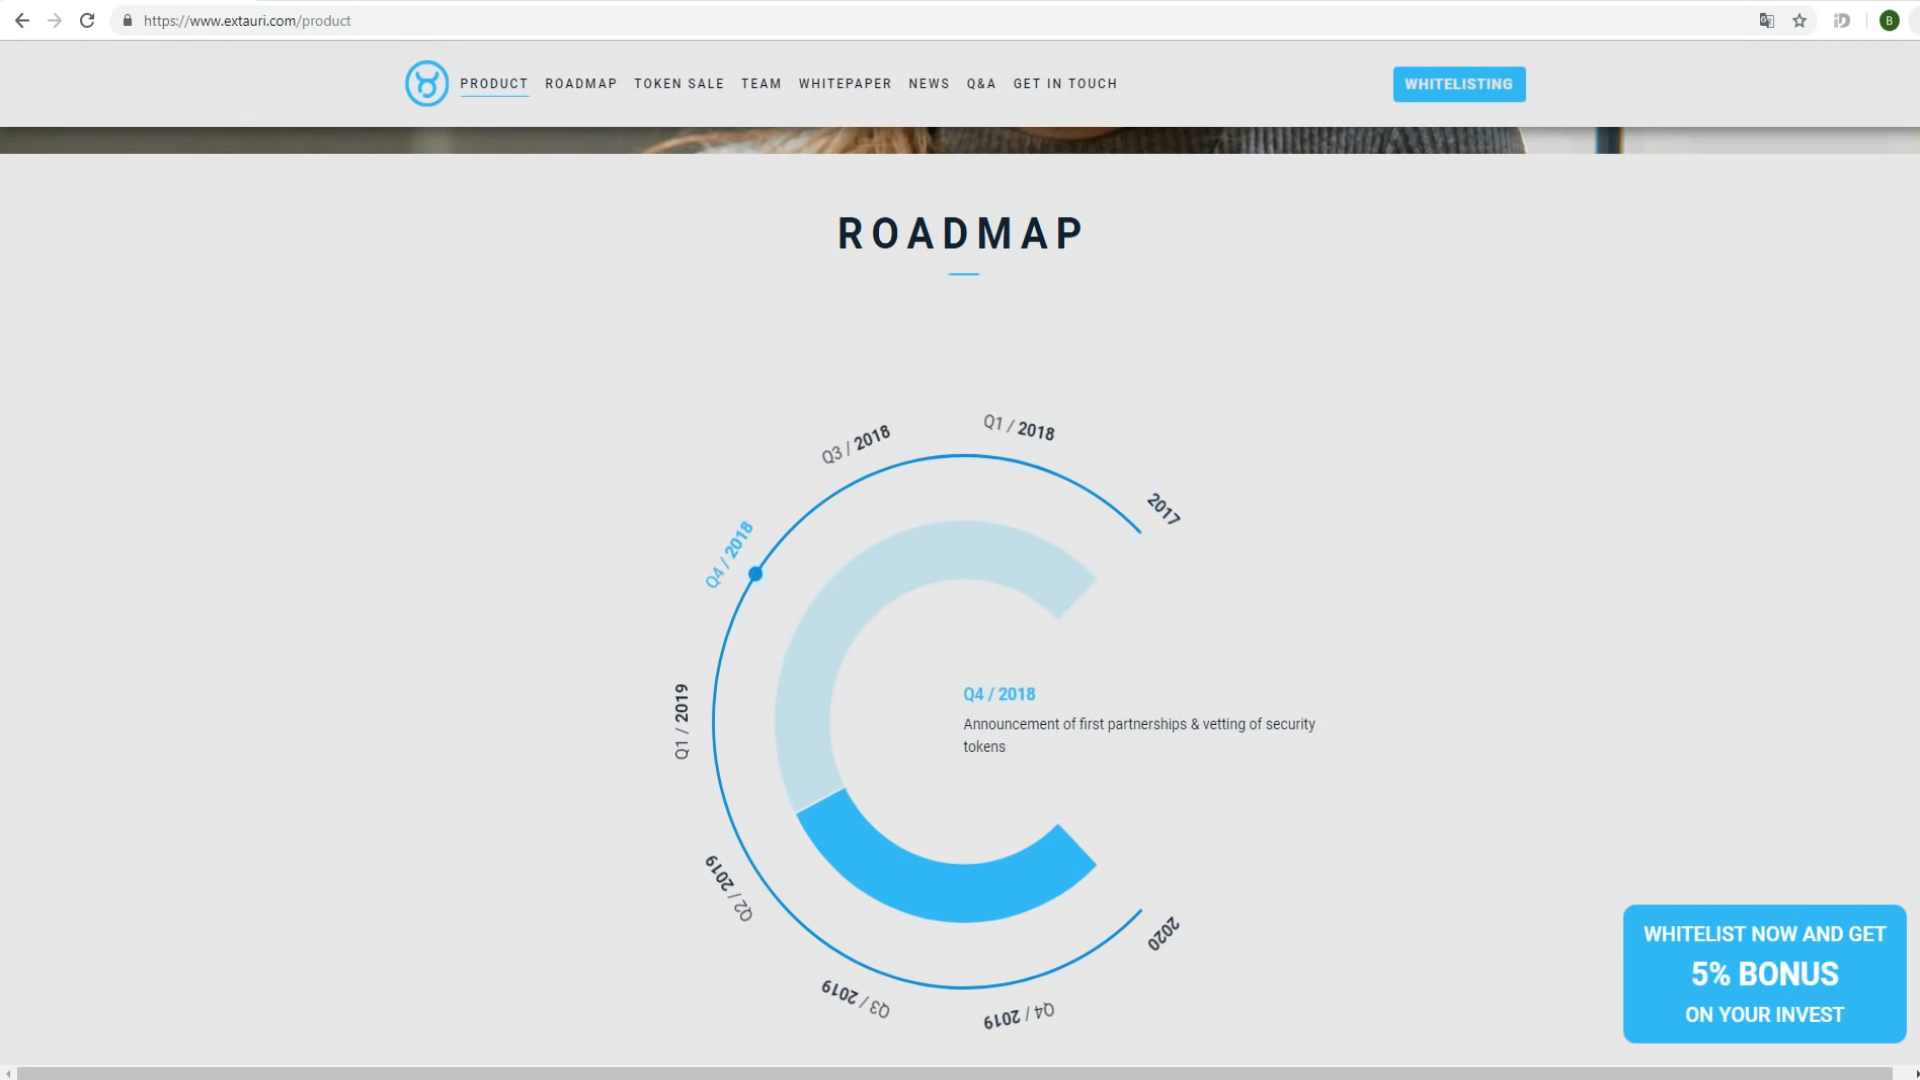 https://www.extauri.com/product
B
PRODUCT ROADMAP TOKEN SALE TEAM WHITEPAPER NEWS Q&A GET IN TOUCH
WHITELISTING
ROADMAP
2017
Q1 / 2018
Q3 / 2018
Q4 / 2018
Q1 / 2019
Q2 / 2019
Q3 / 2019
Q4 / 2019
2020
Q4 / 2018
Announcement of first partnerships & vetting of security
tokens
WHITELIST NOW AND GET
5% BONUS
ON YOUR INVEST